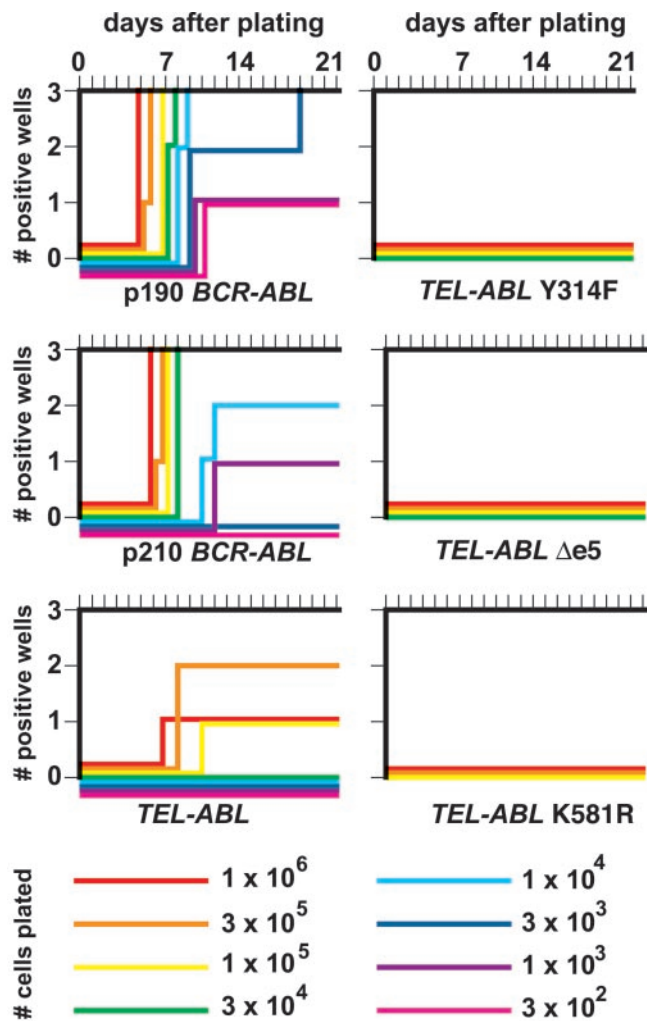 days after plating days after plating
0 7 14 21 0 7 14 21
# positive wells
3
2
1
0
p190 BCR-ABL
TEL-ABL Y314F
# positive wells
3
2
1
0
p210 BCR-ABL
TEL-ABL Δe5
# positive wells
3
2
1
0
TEL-ABL
TEL-ABL K581R
# cells plated
1 x 10⁶
3 x 10⁵
1 x 10⁵
3 x 10⁴
1 x 10⁴
3 x 10³
1 x 10³
3 x 10²